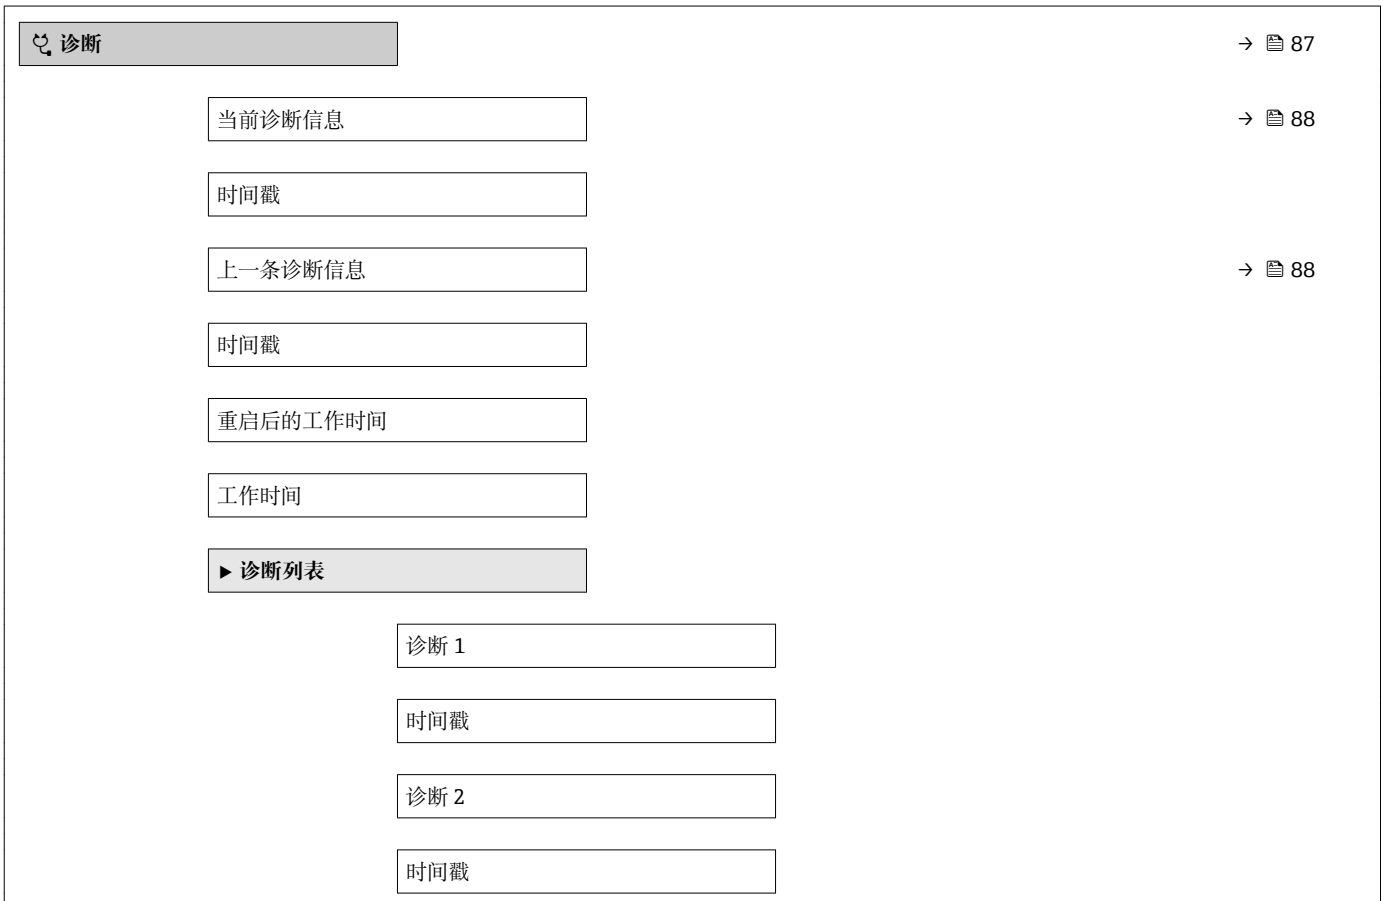 诊断 → 87
当前诊断信息 → 88
时间戳
上一条诊断信息 → 88
时间戳
重启后的工作时间
工作时间
▶ 诊断列表
诊断 1
时间戳
诊断 2
时间戳